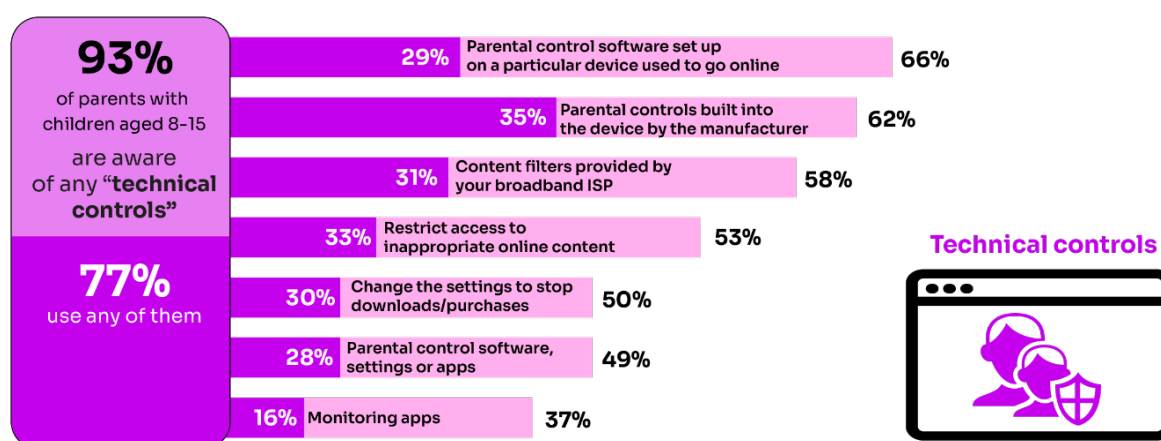 93%
of parents with
children aged 8-15
are aware
of any “technical
controls”
77%
use any of them
29%
Parental control software set up
on a particular device used to go online
66%
35%
Parental controls built into
the device by the manufacturer
62%
31%
Content filters provided by
your broadband ISP
58%
33%
Restrict access to
inappropriate online content
53%
30%
Change the settings to stop
downloads/purchases
50%
28%
Parental control software,
settings or apps
49%
16%
Monitoring apps
37%
Technical controls